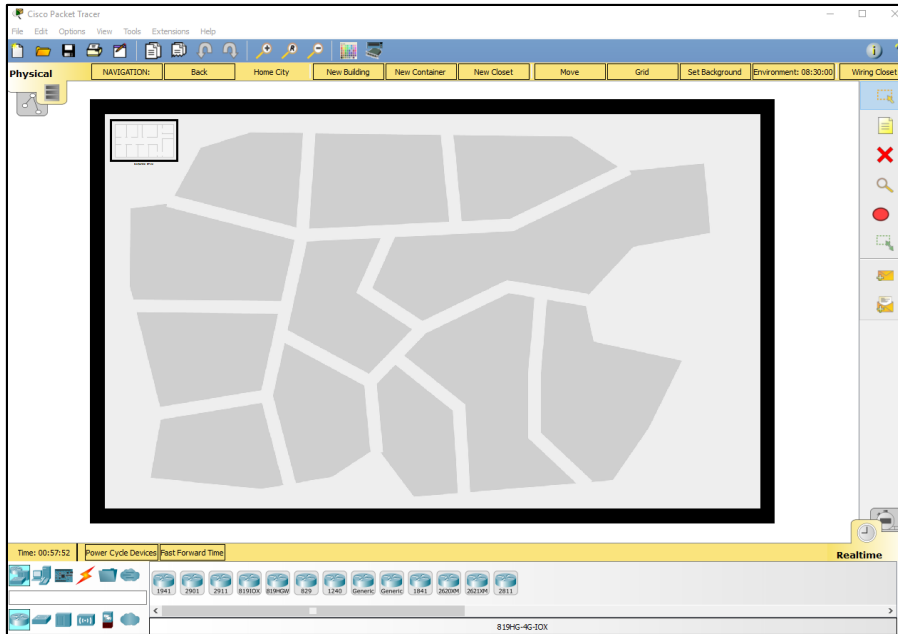 Cisco Packet Tracer
File Edit Options View Tools Extensions Help
Physical NAVIGATION: Back Home City New Building New Container New Closet Move Grid Set Background Environment: 08:30:00 Wiring Closet
Time: 00:57:52 Power Cycle Devices Fast Forward Time Realtime
1941 2901 2911 819IOX 819HGW 829 1240 Generic Generic 1841 2620XM 2621XM 2811
819HG-4G-IOX